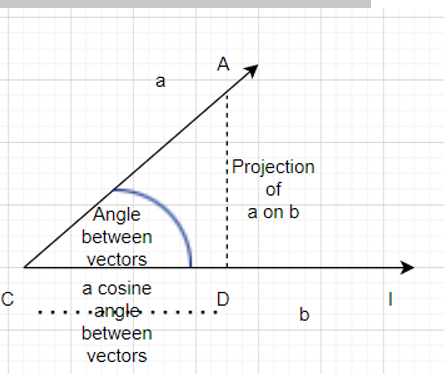 A
a
Projection
of
a on b
Angle
between
vectors
C
a cosine
angle
between
vectors
D
b
I